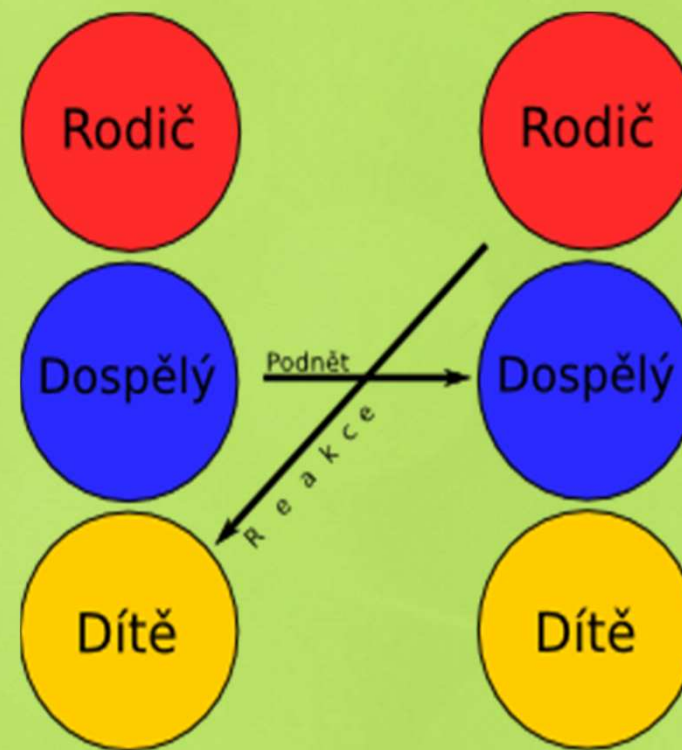 Rodič
Rodič
Podnět
Dospělý
Dospělý
Reakce
Dítě
Dítě